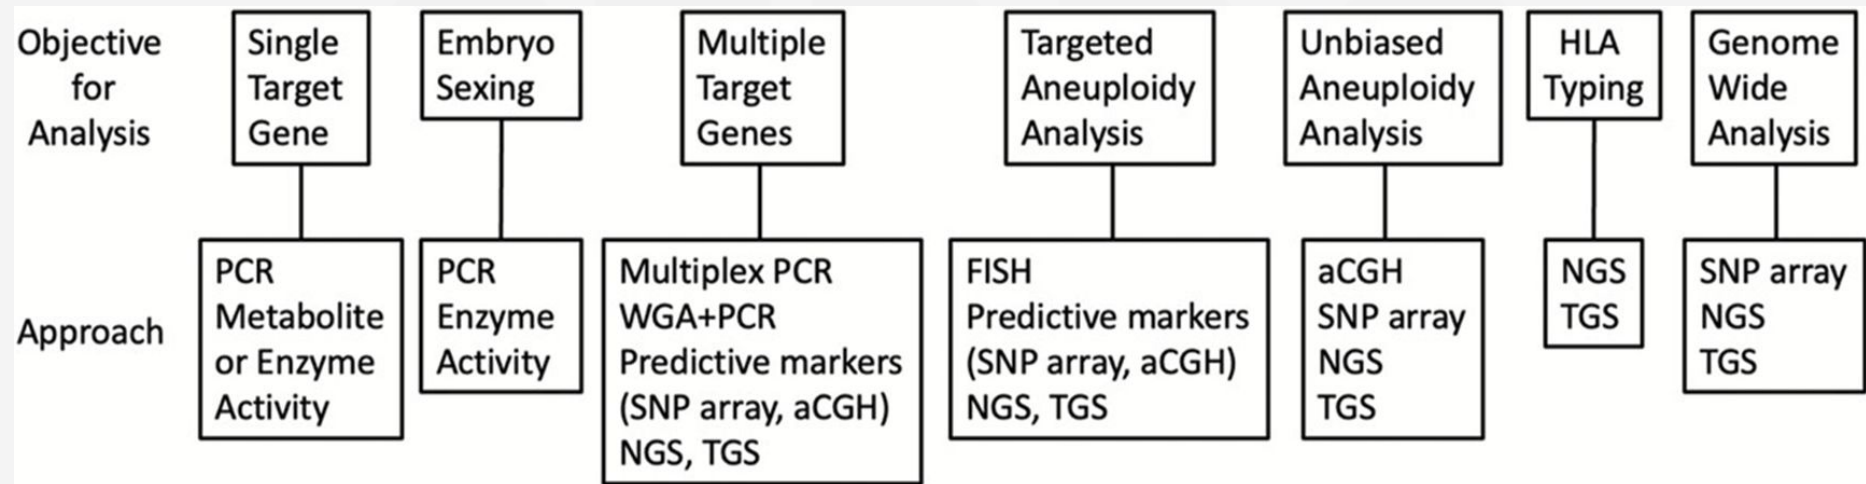 Objective
for
Analysis
Single
Target
Gene
Embryo
Sexing
Multiple
Target
Genes
Targeted
Aneuploidy
Analysis
Unbiased
Aneuploidy
Analysis
HLA
Typing
Genome
Wide
Analysis
Approach
PCR
Metabolite
or Enzyme
Activity
PCR
Enzyme
Activity
Multiplex PCR
WGA+PCR
Predictive markers
(SNP array, aCGH)
NGS, TGS
FISH
Predictive markers
(SNP array, aCGH)
NGS, TGS
aCGH
SNP array
NGS
TGS
NGS
TGS
SNP array
NGS
TGS